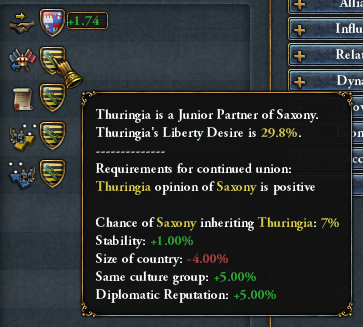 +1.74
Thuringia is a Junior Partner of Saxony.
Thuringia's Liberty Desire is 29.8%.
--------------
Requirements for continued union:
Thuringia opinion of Saxony is positive
Chance of Saxony inheriting Thuringia: 7%
Stability: +1.00%
Size of country: -4.00%
Same culture group: +5.00%
Diplomatic Reputation: +5.00%
Influ
Rela
Dyna